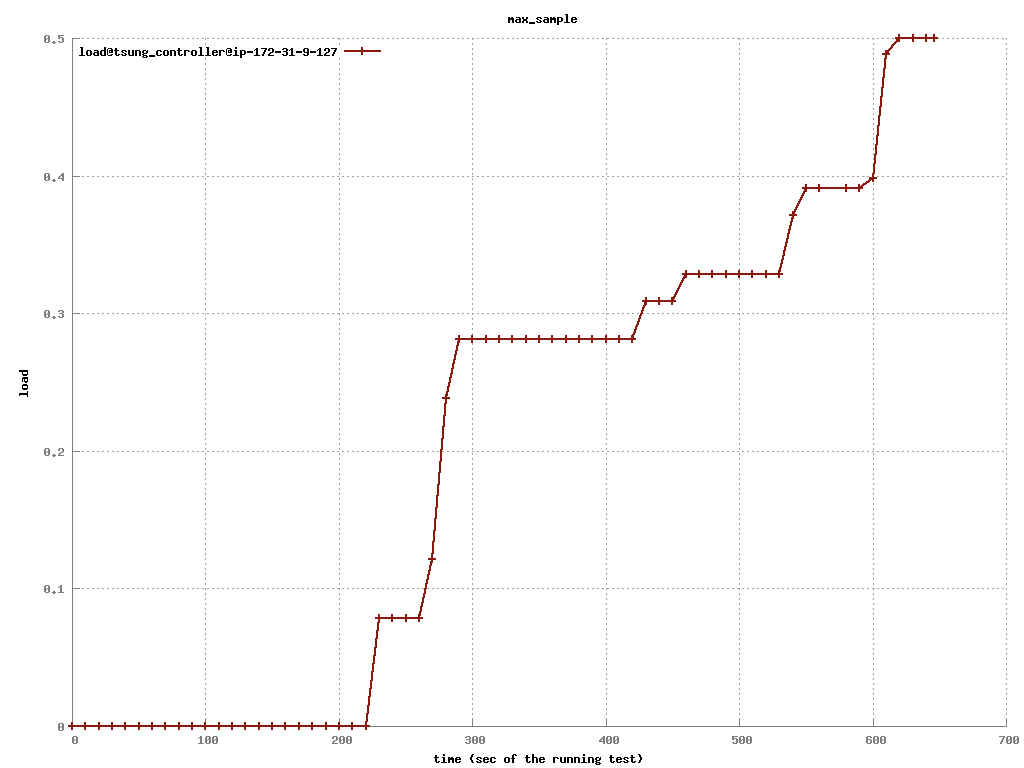 max_sample
load@tsung_controller@ip-172-31-9-127
0.5
0.4
0.3
0.2
0.1
0
load
0 100 200 300 400 500 600 700
time (sec of the running test)